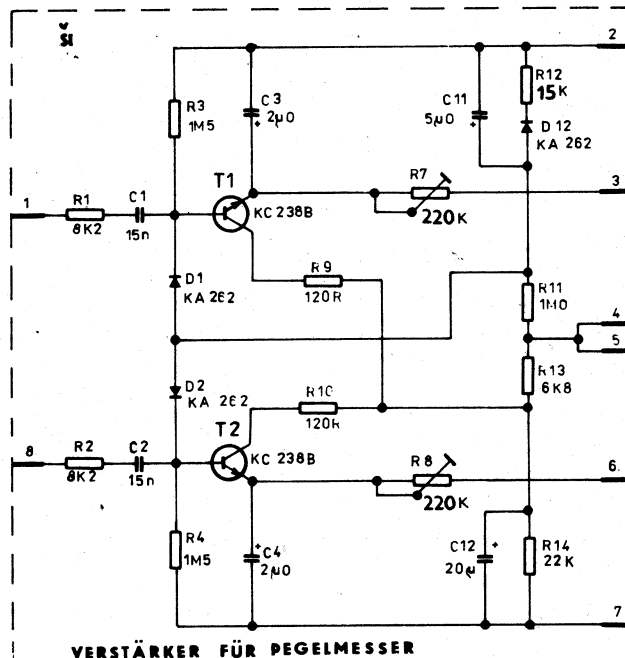 ŠI
2
R12
15K
C3
2µ0
C11
5µ0
R3
1M5
D12
KA 262
T1
R7
3
1
R1
8K2
C1
15n
KC 238B
220K
D1
KA 262
R9
120R
R11
1M0
4
5
D2
KA 262
R10
120R
R13
6K8
T2
8
R2
8K2
C2
15n
KC 238B
R8
220K
6
R4
1M5
C4
2µ0
C12
20µ
R14
22K
7
VERSTÄRKER FÜR PEGELMESSER